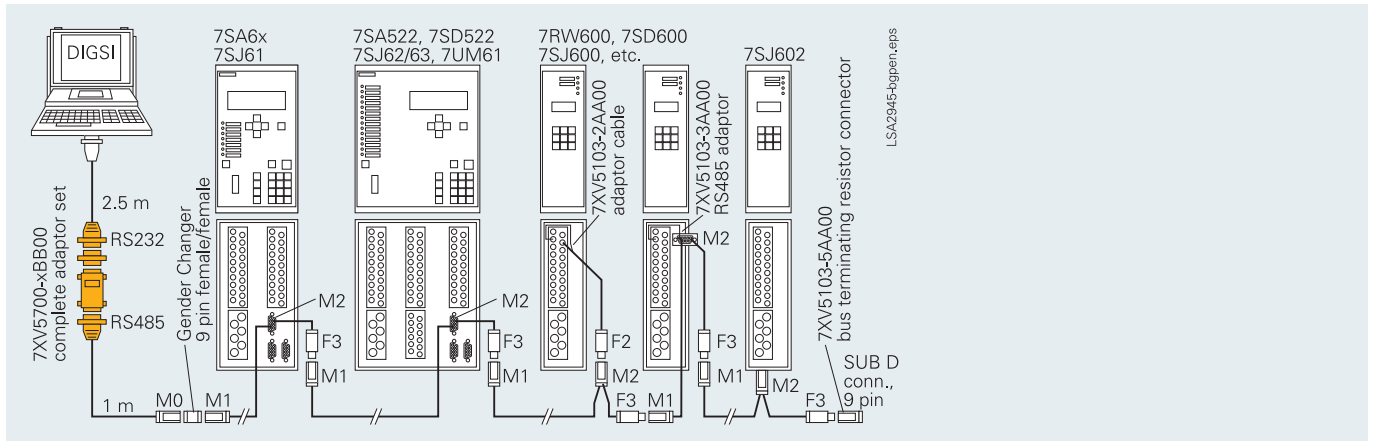 DIGSI
7SA6x
7SJ61
7SA522, 7SD522
7SJ62/63, 7UM61
7RW600, 7SD600
7SJ600, etc.
7SJ602
LSA2945-bgpen.eps
2.5 m
RS232
RS485
7XV5700-xBB00
complete adaptor set
Gender Changer
9 pin female/female
1 m
M0
M1
M2
F3
M1
M2
F3
M1
7XV5103-2AA00
adaptor cable
F2
M2
F3
M1
7XV5103-3AA00
RS485 adaptor
M2
F3
M1
M2
F3
7XV5103-5AA00
bus terminating resistor connector
SUB D
conn.,
9 pin